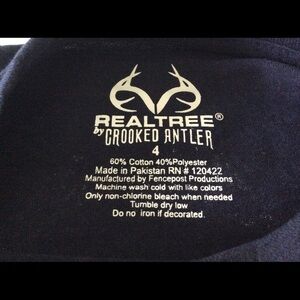 REALTREE®
by CROOKED ANTLER
4
60% Cotton 40%Polyester
Made in Pakistan RN # 120422
Manufactured by Fencepost Productions
Machine wash cold with like colors
Only non-chlorine bleach when needed
Tumble dry low
Do no iron if decorated.